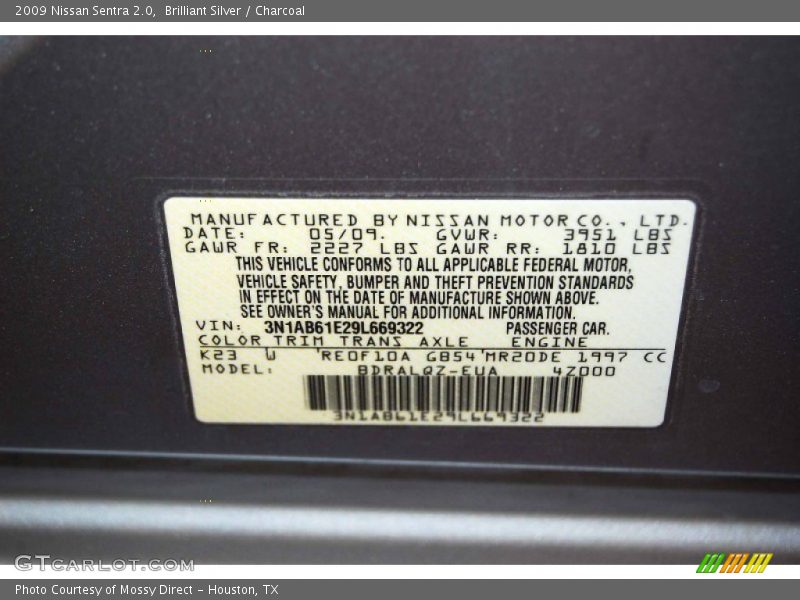 2009 Nissan Sentra 2.0,  Brilliant Silver / Charcoal
MANUFACTURED BY NISSAN MOTOR CO., LTD.
DATE: 05/09. GVWR: 3951 LBS
GAWR FR: 2227 LBS GAWR RR: 1810 LBS
THIS VEHICLE CONFORMS TO ALL APPLICABLE FEDERAL MOTOR,
VEHICLE SAFETY, BUMPER AND THEFT PREVENTION STANDARDS
IN EFFECT ON THE DATE OF MANUFACTURE SHOWN ABOVE.
SEE OWNER'S MANUAL FOR ADDITIONAL INFORMATION.
VIN: 3N1AB61E29L669322 PASSENGER CAR.
COLOR TRIM TRANS AXLE ENGINE
K23 W 'RE0F10A GB54'MR20DE 1997 CC
MODEL: BDRALQZ-EUA 4Z000
3N1AB61E29L669322
GTCARLOT.COM
Photo Courtesy of Mossy Direct – Houston, TX